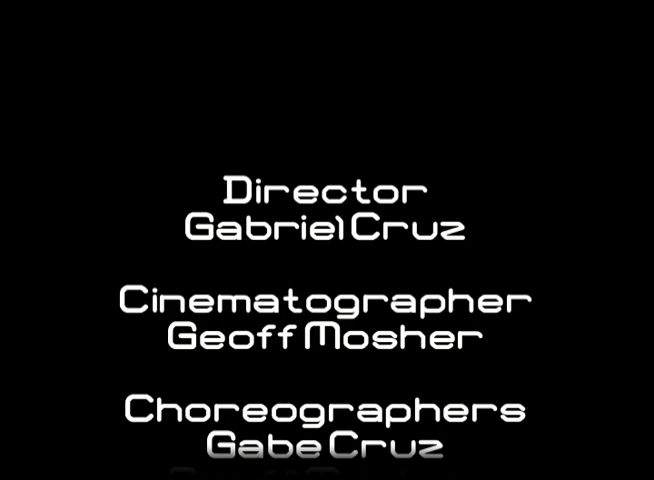 Director
Gabriel Cruz
Cinematographer
Geoff Mosher
Choreographers
Gabe Cruz